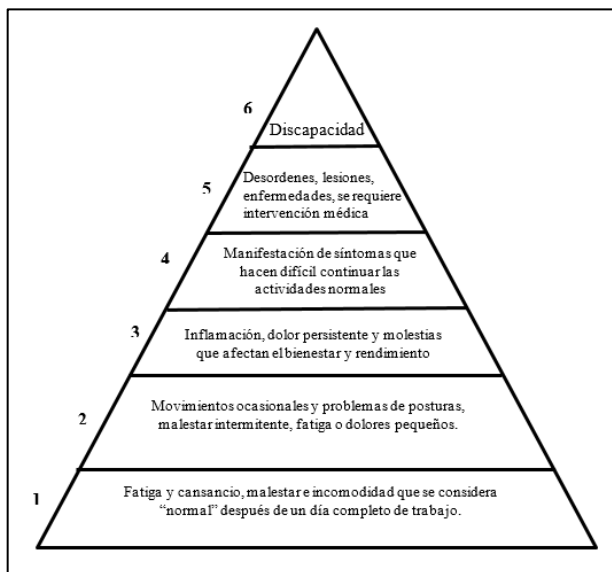 6
Discapacidad
5
Desordenes, lesiones,
enfermedades, se requiere
intervención médica
4
Manifestación de síntomas que
hacen difícil continuar las
actividades normales
3
Inflamación, dolor persistente y molestias
que afectan el bienestar y rendimiento
2
Movimientos ocasionales y problemas de posturas,
malestar intermitente, fatiga o dolores pequeños.
1
Fatiga y cansancio, malestar e incomodidad que se considera
“normal” después de un día completo de trabajo.